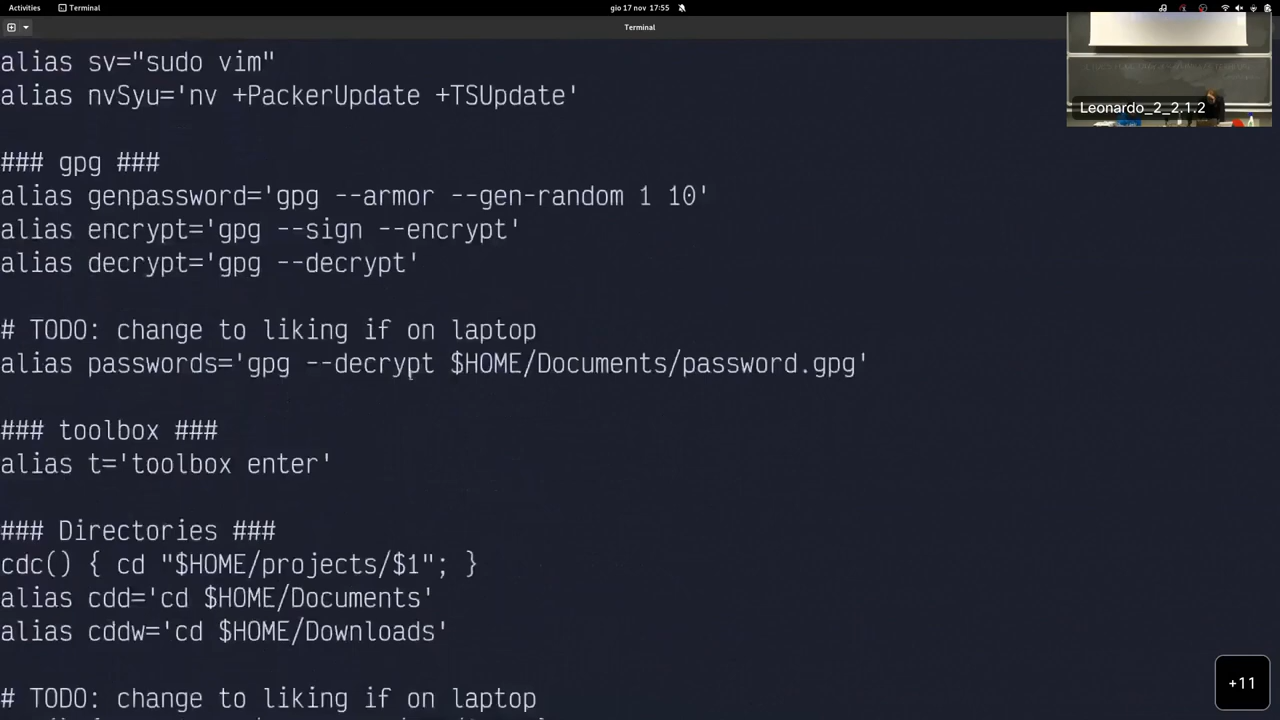 Activities
Terminal
gio 17 nov 17:55
Terminal
alias sv="sudo vim"
alias nvSyu='nv +PackerUpdate +TSUpdate'
### gpg ###
alias genpassword='gpg --armor --gen-random 1 10'
alias encrypt='gpg --sign --encrypt'
alias decrypt='gpg --decrypt'
# TODO: change to liking if on laptop
alias passwords='gpg --decrypt $HOME/Documents/password.gpg'
### toolbox ###
alias t='toolbox enter'
### Directories ###
cdc() { cd "$HOME/projects/$1"; }
alias cdd='cd $HOME/Documents'
alias cddw='cd $HOME/Downloads'
# TODO: change to liking if on laptop
Leonardo_2_2.1.2
+11